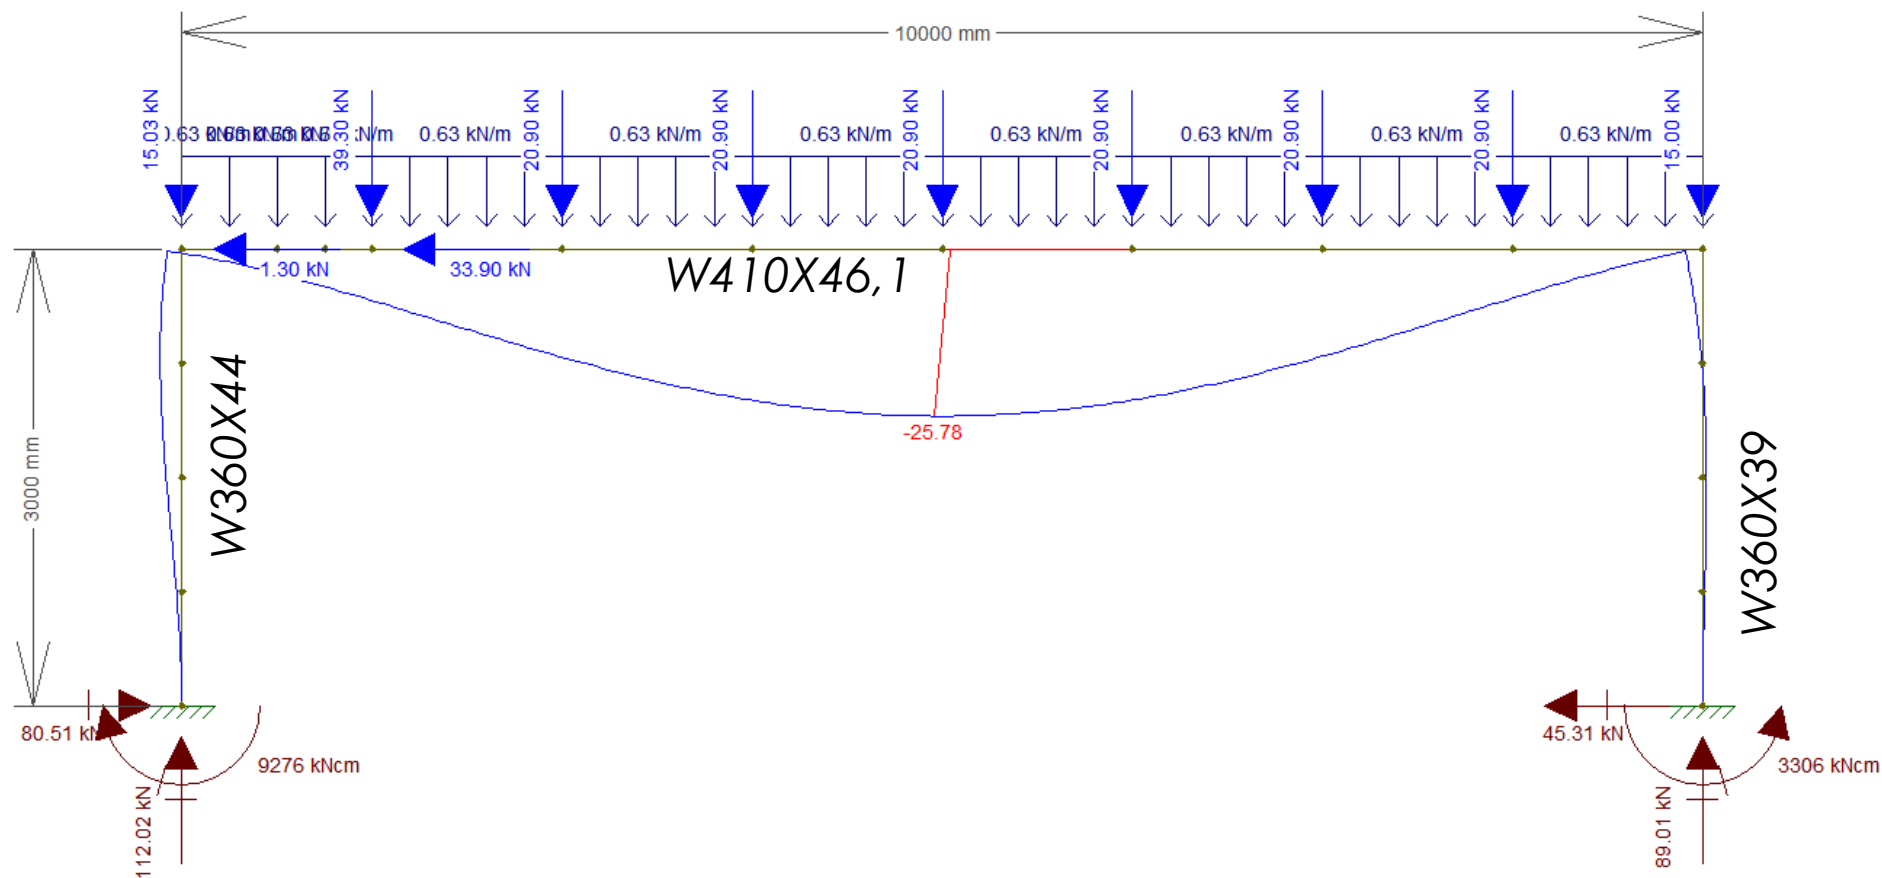 10000 mm
15.03 kN
39.30 kN
20.90 kN
20.90 kN
20.90 kN
20.90 kN
20.90 kN
20.90 kN
15.00 kN
0.63 kN/m
0.63 kN/m
0.63 kN/m
0.63 kN/m
0.63 kN/m
0.63 kN/m
0.63 kN/m
1.30 kN
33.90 kN
W410X46,1
-25.78
3000 mm
W360X44
W360X39
80.51 kN
9276 kNcm
112.02 kN
45.31 kN
3306 kNcm
89.01 kN